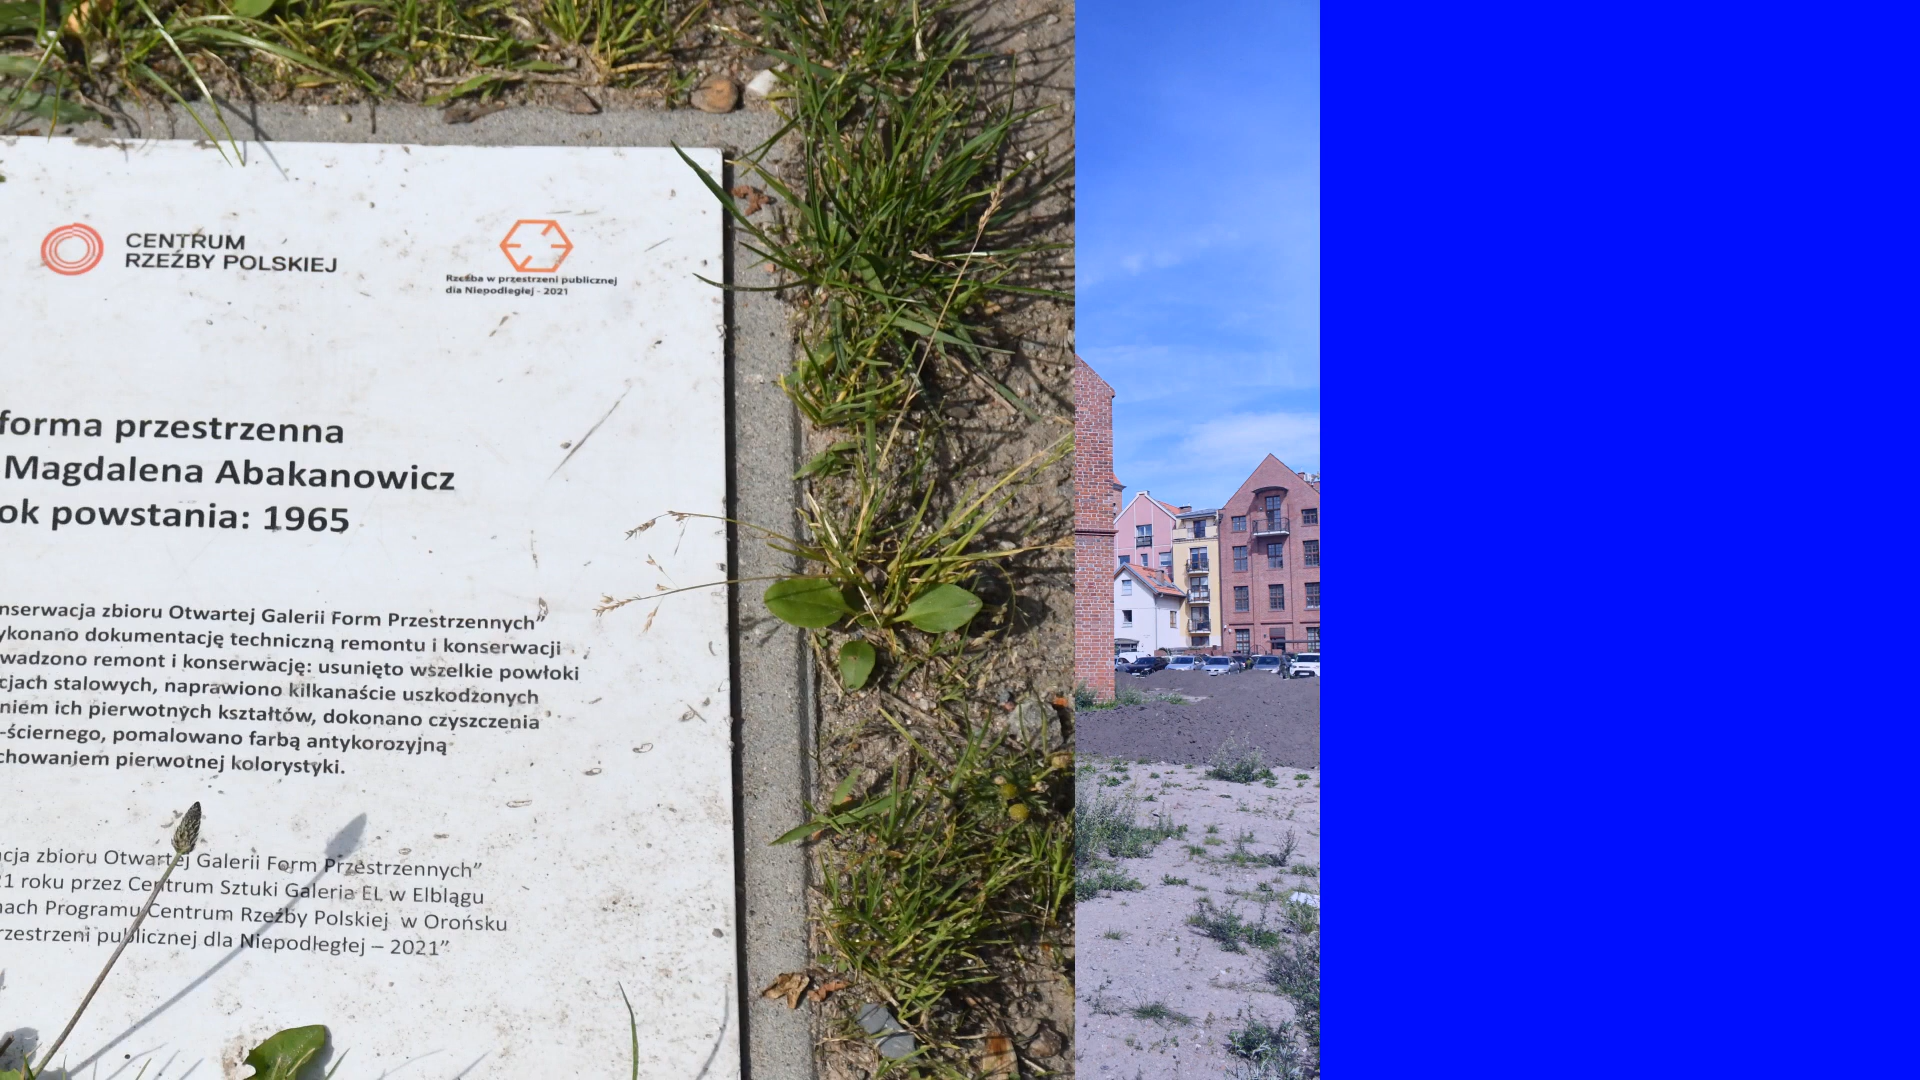 CENTRUM
RZEŹBY POLSKIEJ
Rzeźba w przestrzeni publicznej
dla Niepodległej - 2021
forma przestrzenna
Magdalena Abakanowicz
ok powstania: 1965
nserwacja zbioru Otwartej Galerii Form Przestrzennych”
ykonano dokumentację techniczną remontu i konserwacji
wadzono remont i konserwację: usunięto wszelkie powłoki
cjach stalowych, naprawiono kilkanaście uszkodzonych
niem ich pierwotnych kształtów, dokonano czyszczenia
-ściernego, pomalowano farbą antykorozyjną
chowaniem pierwotnej kolorystyki.
cja zbioru Otwartej Galerii Form Przestrzennych”
21 roku przez Centrum Sztuki Galeria EL w Elblągu
ach Programu Centrum Rzeźby Polskiej w Orońsku
rzestrzeni publicznej dla Niepodległej – 2021”